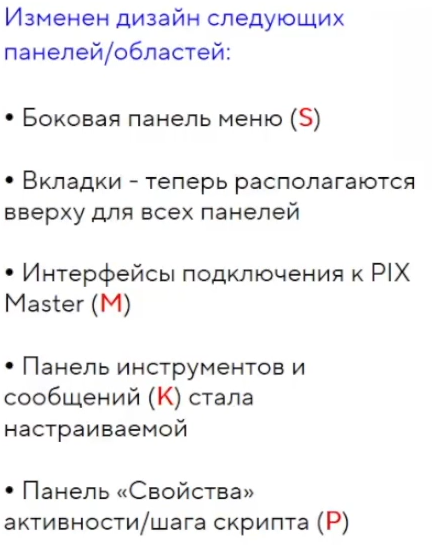 Изменен дизайн следующих
панелей/областей:
• Боковая панель меню (S)
• Вкладки - теперь располагаются
вверху для всех панелей
• Интерфейсы подключения к PIX
Master (M)
• Панель инструментов и
сообщений (K) стала
настраиваемой
• Панель «Свойства»
активности/шага скрипта (P)